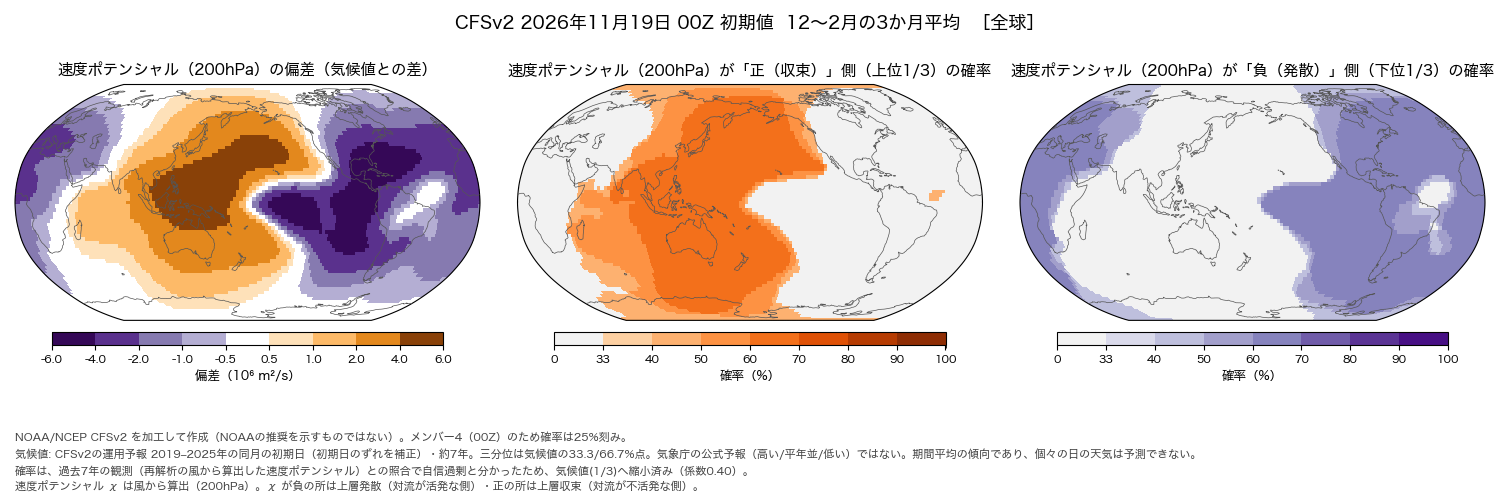 CFSv2 2026年11月19日 00Z 初期値  12～2月の3か月平均  ［全球］
速度ポテンシャル（200hPa）の偏差（気候値との差）
速度ポテンシャル（200hPa）が「正（収束）」側（上位1/3）の確率
速度ポテンシャル（200hPa）が「負（発散）」側（下位1/3）の確率
-6.0 -4.0 -2.0 -1.0 -0.5 0.5 1.0 2.0 4.0 6.0
偏差（10⁶ m²/s）
0 33 40 50 60 70 80 90 100
確率（%）
0 33 40 50 60 70 80 90 100
確率（%）
NOAA/NCEP CFSv2 を加工して作成（NOAAの推奨を示すものではない）。メンバー4（00Z）のため確率は25%刻み。
気候値: CFSv2の運用予報 2019–2025年の同月の初期日（初期日のずれを補正）・約7年。三分位は気候値の33.3/66.7%点。気象庁の公式予報（高い/平年並/低い）ではない。期間平均の傾向であり、個々の日の天気は予測できない。
確率は、過去7年の観測（再解析の風から算出した速度ポテンシャル）との照合で自信過剰と分かったため、気候値(1/3)へ縮小済み（係数0.40）。
速度ポテンシャル χ は風から算出（200hPa）。χ が負の所は上層発散（対流が活発な側）・正の所は上層収束（対流が不活発な側）。